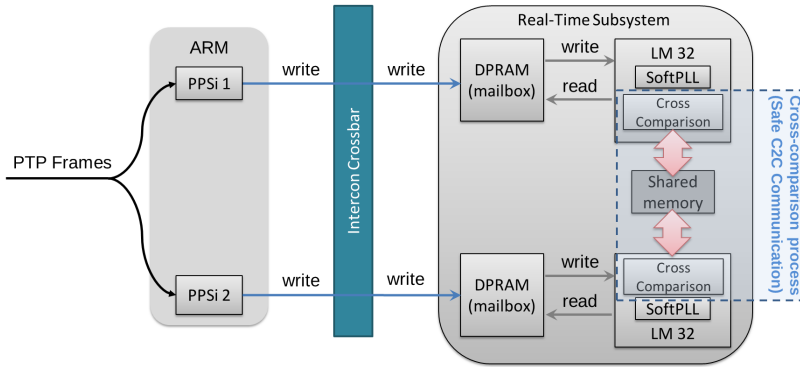 Real-Time Subsystem
ARM
PPSi 1
write
write
DPRAM
(mailbox)
write
read
LM 32
SoftPLL
Cross
Comparison
PTP Frames
Intercon Crossbar
Shared
memory
Cross-comparison process
(Safe C2C Communication)
PPSi 2
write
write
DPRAM
(mailbox)
write
read
Cross
Comparison
SoftPLL
LM 32